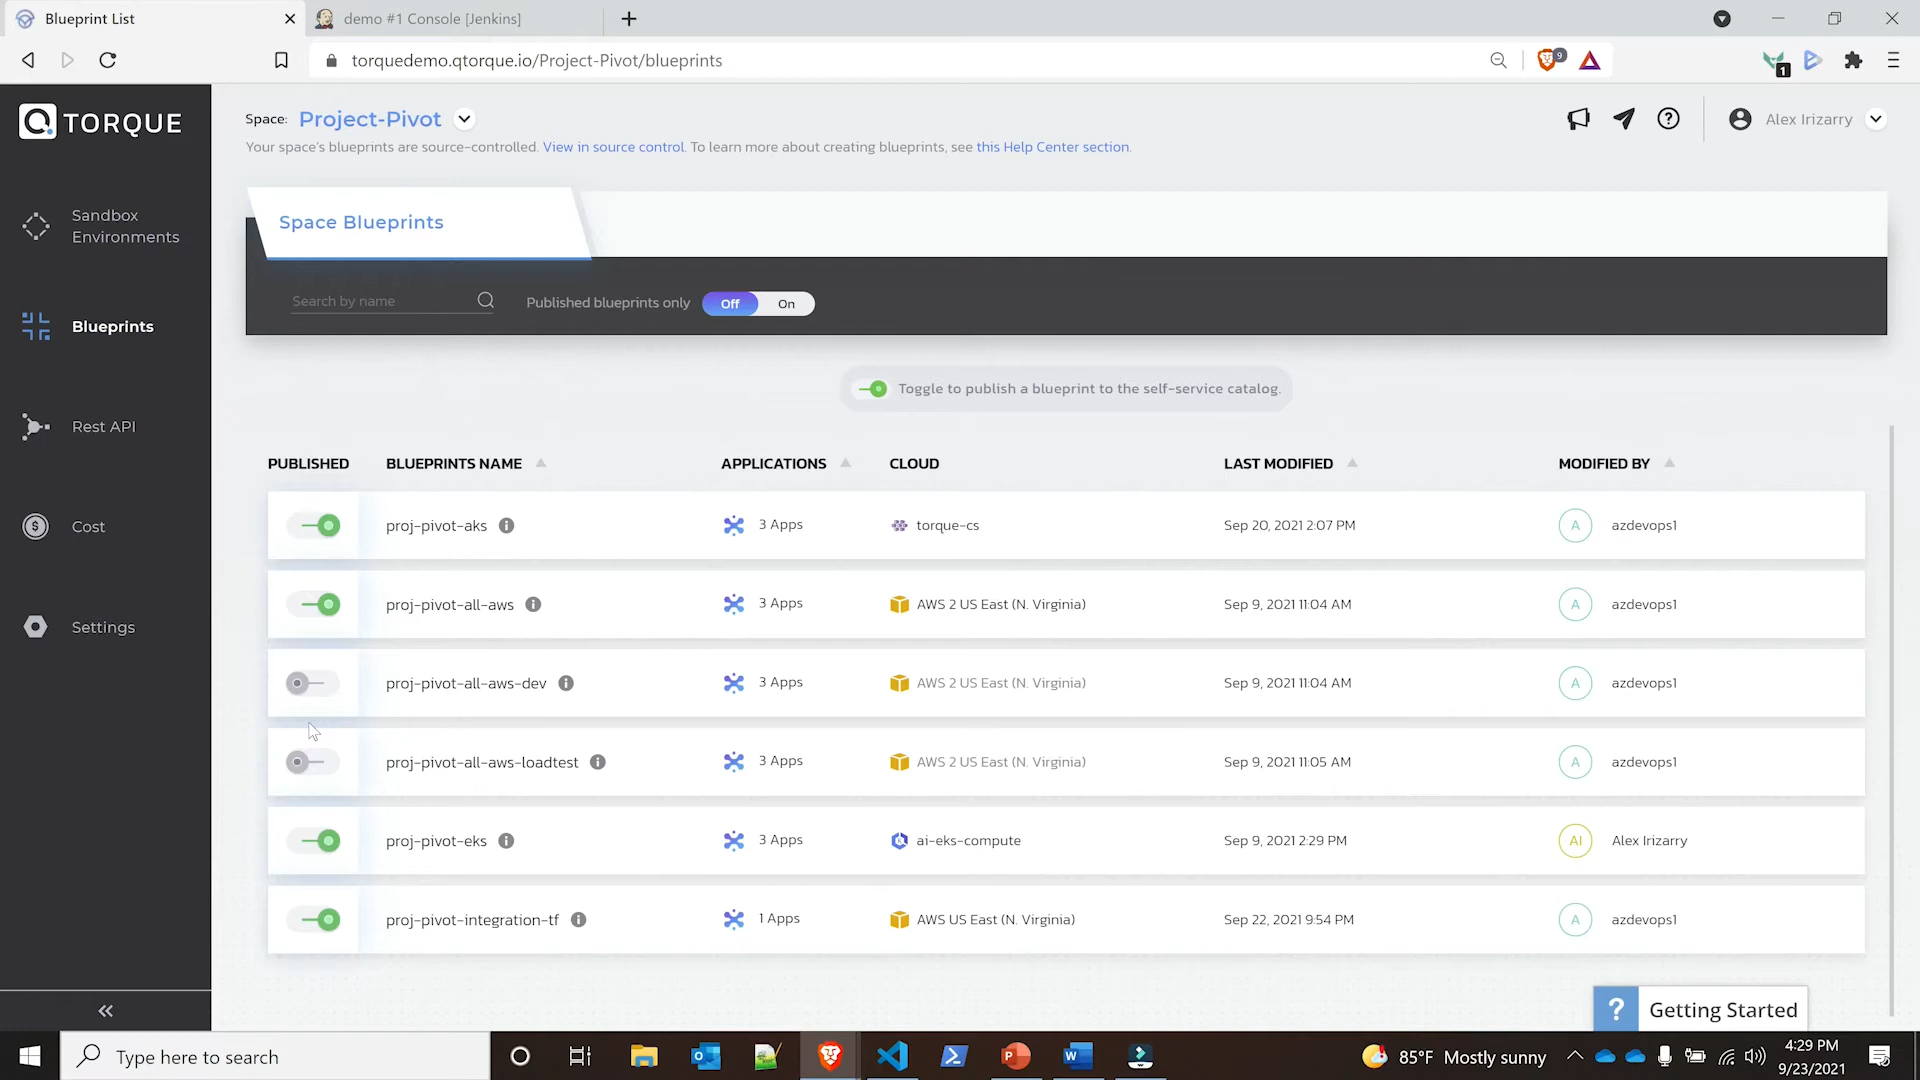 Blueprint List
demo #1 Console [Jenkins]
torquedemo.qtorque.io/Project-Pivot/blueprints
9
1
TORQUE
Space: Project-Pivot
Alex Irizarry
Your space's blueprints are source-controlled. View in source control. To learn more about creating blueprints, see this Help Center section.
Sandbox
Environments
Blueprints
Rest API
Cost
Settings
Space Blueprints
Search by name
Published blueprints only
Off
On
Toggle to publish a blueprint to the self-service catalog.
PUBLISHED BLUEPRINTS NAME APPLICATIONS CLOUD LAST MODIFIED MODIFIED BY
proj-pivot-aks 3 Apps torque-cs Sep 20, 2021 2:07 PM A azdevops1
proj-pivot-all-aws 3 Apps AWS 2 US East (N. Virginia) Sep 9, 2021 11:04 AM A azdevops1
proj-pivot-all-aws-dev 3 Apps AWS 2 US East (N. Virginia) Sep 9, 2021 11:04 AM A azdevops1
proj-pivot-all-aws-loadtest 3 Apps AWS 2 US East (N. Virginia) Sep 9, 2021 11:05 AM A azdevops1
proj-pivot-eks 3 Apps ai-eks-compute Sep 9, 2021 2:29 PM AI Alex Irizarry
proj-pivot-integration-tf 1 Apps AWS US East (N. Virginia) Sep 22, 2021 9:54 PM A azdevops1
? Getting Started
Type here to search
85°F Mostly sunny
4:29 PM
9/23/2021